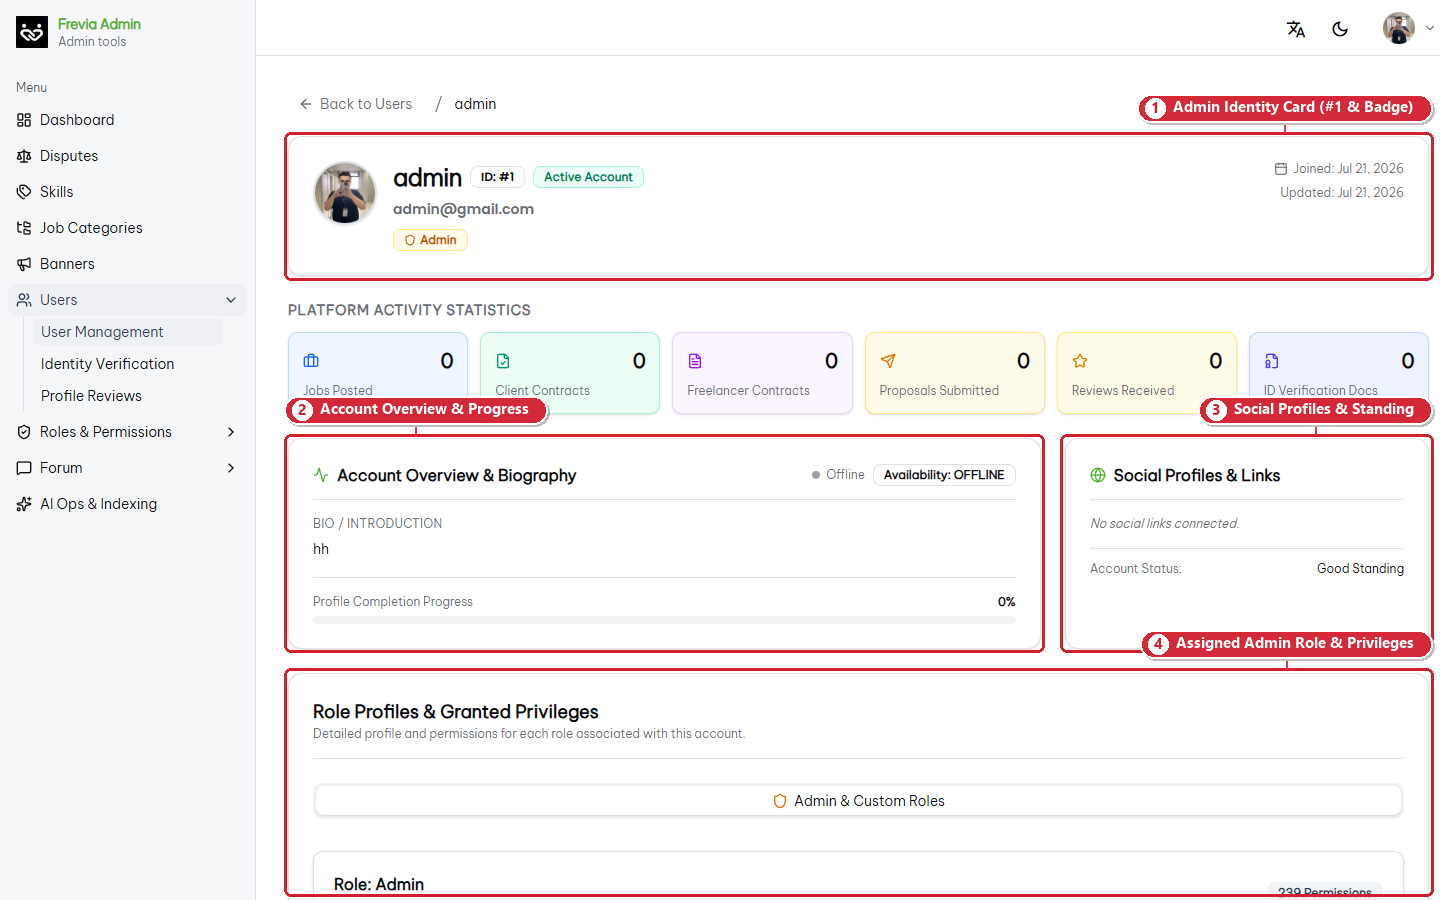 Frevia Admin
Admin tools
Menu
Dashboard
Disputes
Skills
Job Categories
Banners
Users
User Management
Identity Verification
Profile Reviews
Roles & Permissions
Forum
AI Ops & Indexing
Back to Users / admin
1 Admin Identity Card (#1 & Badge)
admin ID: #1 Active Account
admin@gmail.com
Admin
Joined: Jul 21, 2026
Updated: Jul 21, 2026
PLATFORM ACTIVITY STATISTICS
0
Jobs Posted
0
Client Contracts
0
Freelancer Contracts
0
Proposals Submitted
0
Reviews Received
0
ID Verification Docs
2 Account Overview & Progress
3 Social Profiles & Standing
Account Overview & Biography
Offline Availability: OFFLINE
BIO / INTRODUCTION
hh
Profile Completion Progress 0%
Social Profiles & Links
No social links connected.
Account Status: Good Standing
4 Assigned Admin Role & Privileges
Role Profiles & Granted Privileges
Detailed profile and permissions for each role associated with this account.
Admin & Custom Roles
Role: Admin
239 Permissions